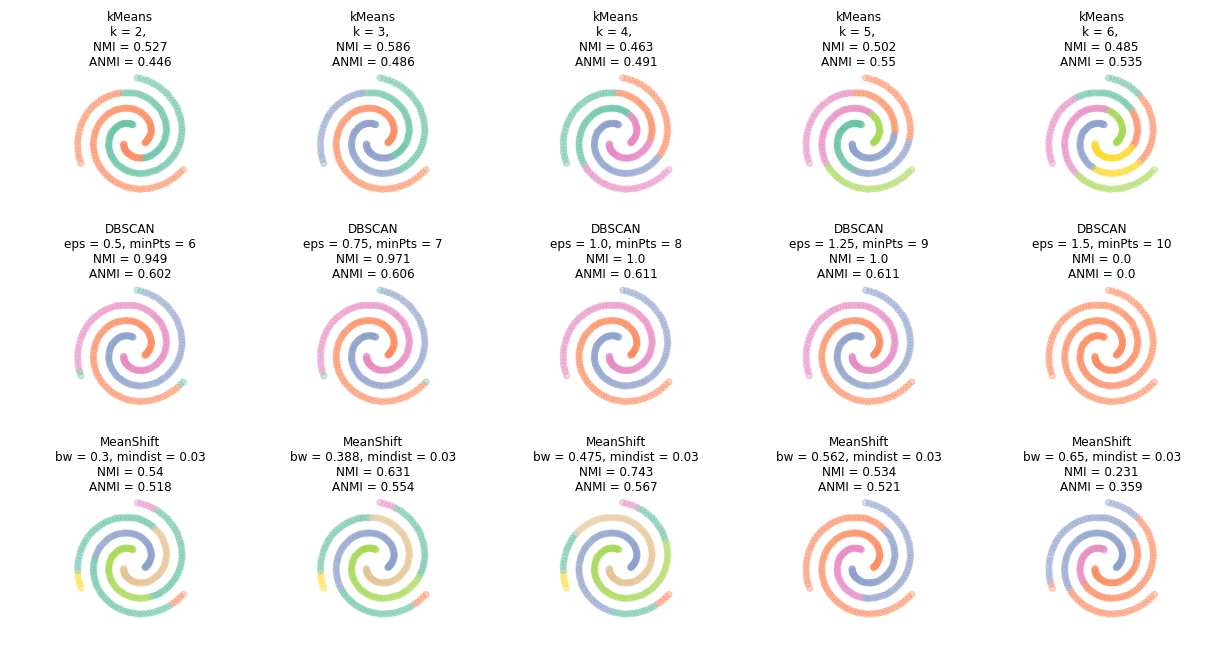 kMeans
k = 2,
NMI = 0.527
ANMI = 0.446
kMeans
k = 3,
NMI = 0.586
ANMI = 0.486
kMeans
k = 4,
NMI = 0.463
ANMI = 0.491
kMeans
k = 5,
NMI = 0.502
ANMI = 0.55
kMeans
k = 6,
NMI = 0.485
ANMI = 0.535
DBSCAN
eps = 0.5, minPts = 6
NMI = 0.949
ANMI = 0.602
DBSCAN
eps = 0.75, minPts = 7
NMI = 0.971
ANMI = 0.606
DBSCAN
eps = 1.0, minPts = 8
NMI = 1.0
ANMI = 0.611
DBSCAN
eps = 1.25, minPts = 9
NMI = 1.0
ANMI = 0.611
DBSCAN
eps = 1.5, minPts = 10
NMI = 0.0
ANMI = 0.0
MeanShift
bw = 0.3, mindist = 0.03
NMI = 0.54
ANMI = 0.518
MeanShift
bw = 0.388, mindist = 0.03
NMI = 0.631
ANMI = 0.554
MeanShift
bw = 0.475, mindist = 0.03
NMI = 0.743
ANMI = 0.567
MeanShift
bw = 0.562, mindist = 0.03
NMI = 0.534
ANMI = 0.521
MeanShift
bw = 0.65, mindist = 0.03
NMI = 0.231
ANMI = 0.359